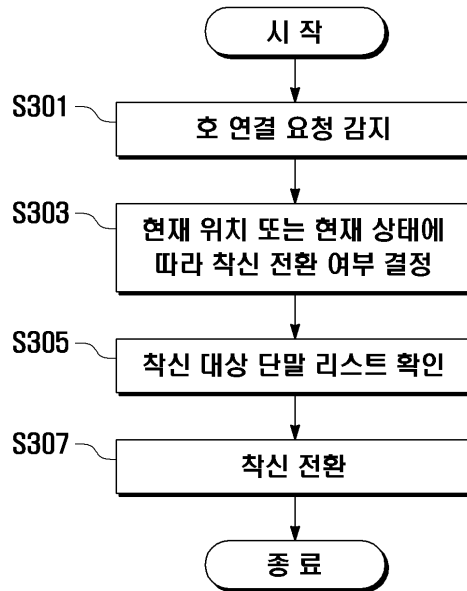 시 작
S301
호 연결 요청 감지
S303
현재 위치 또는 현재 상태에
따라 착신 전환 여부 결정
S305
착신 대상 단말 리스트 확인
S307
착신 전환
종 료